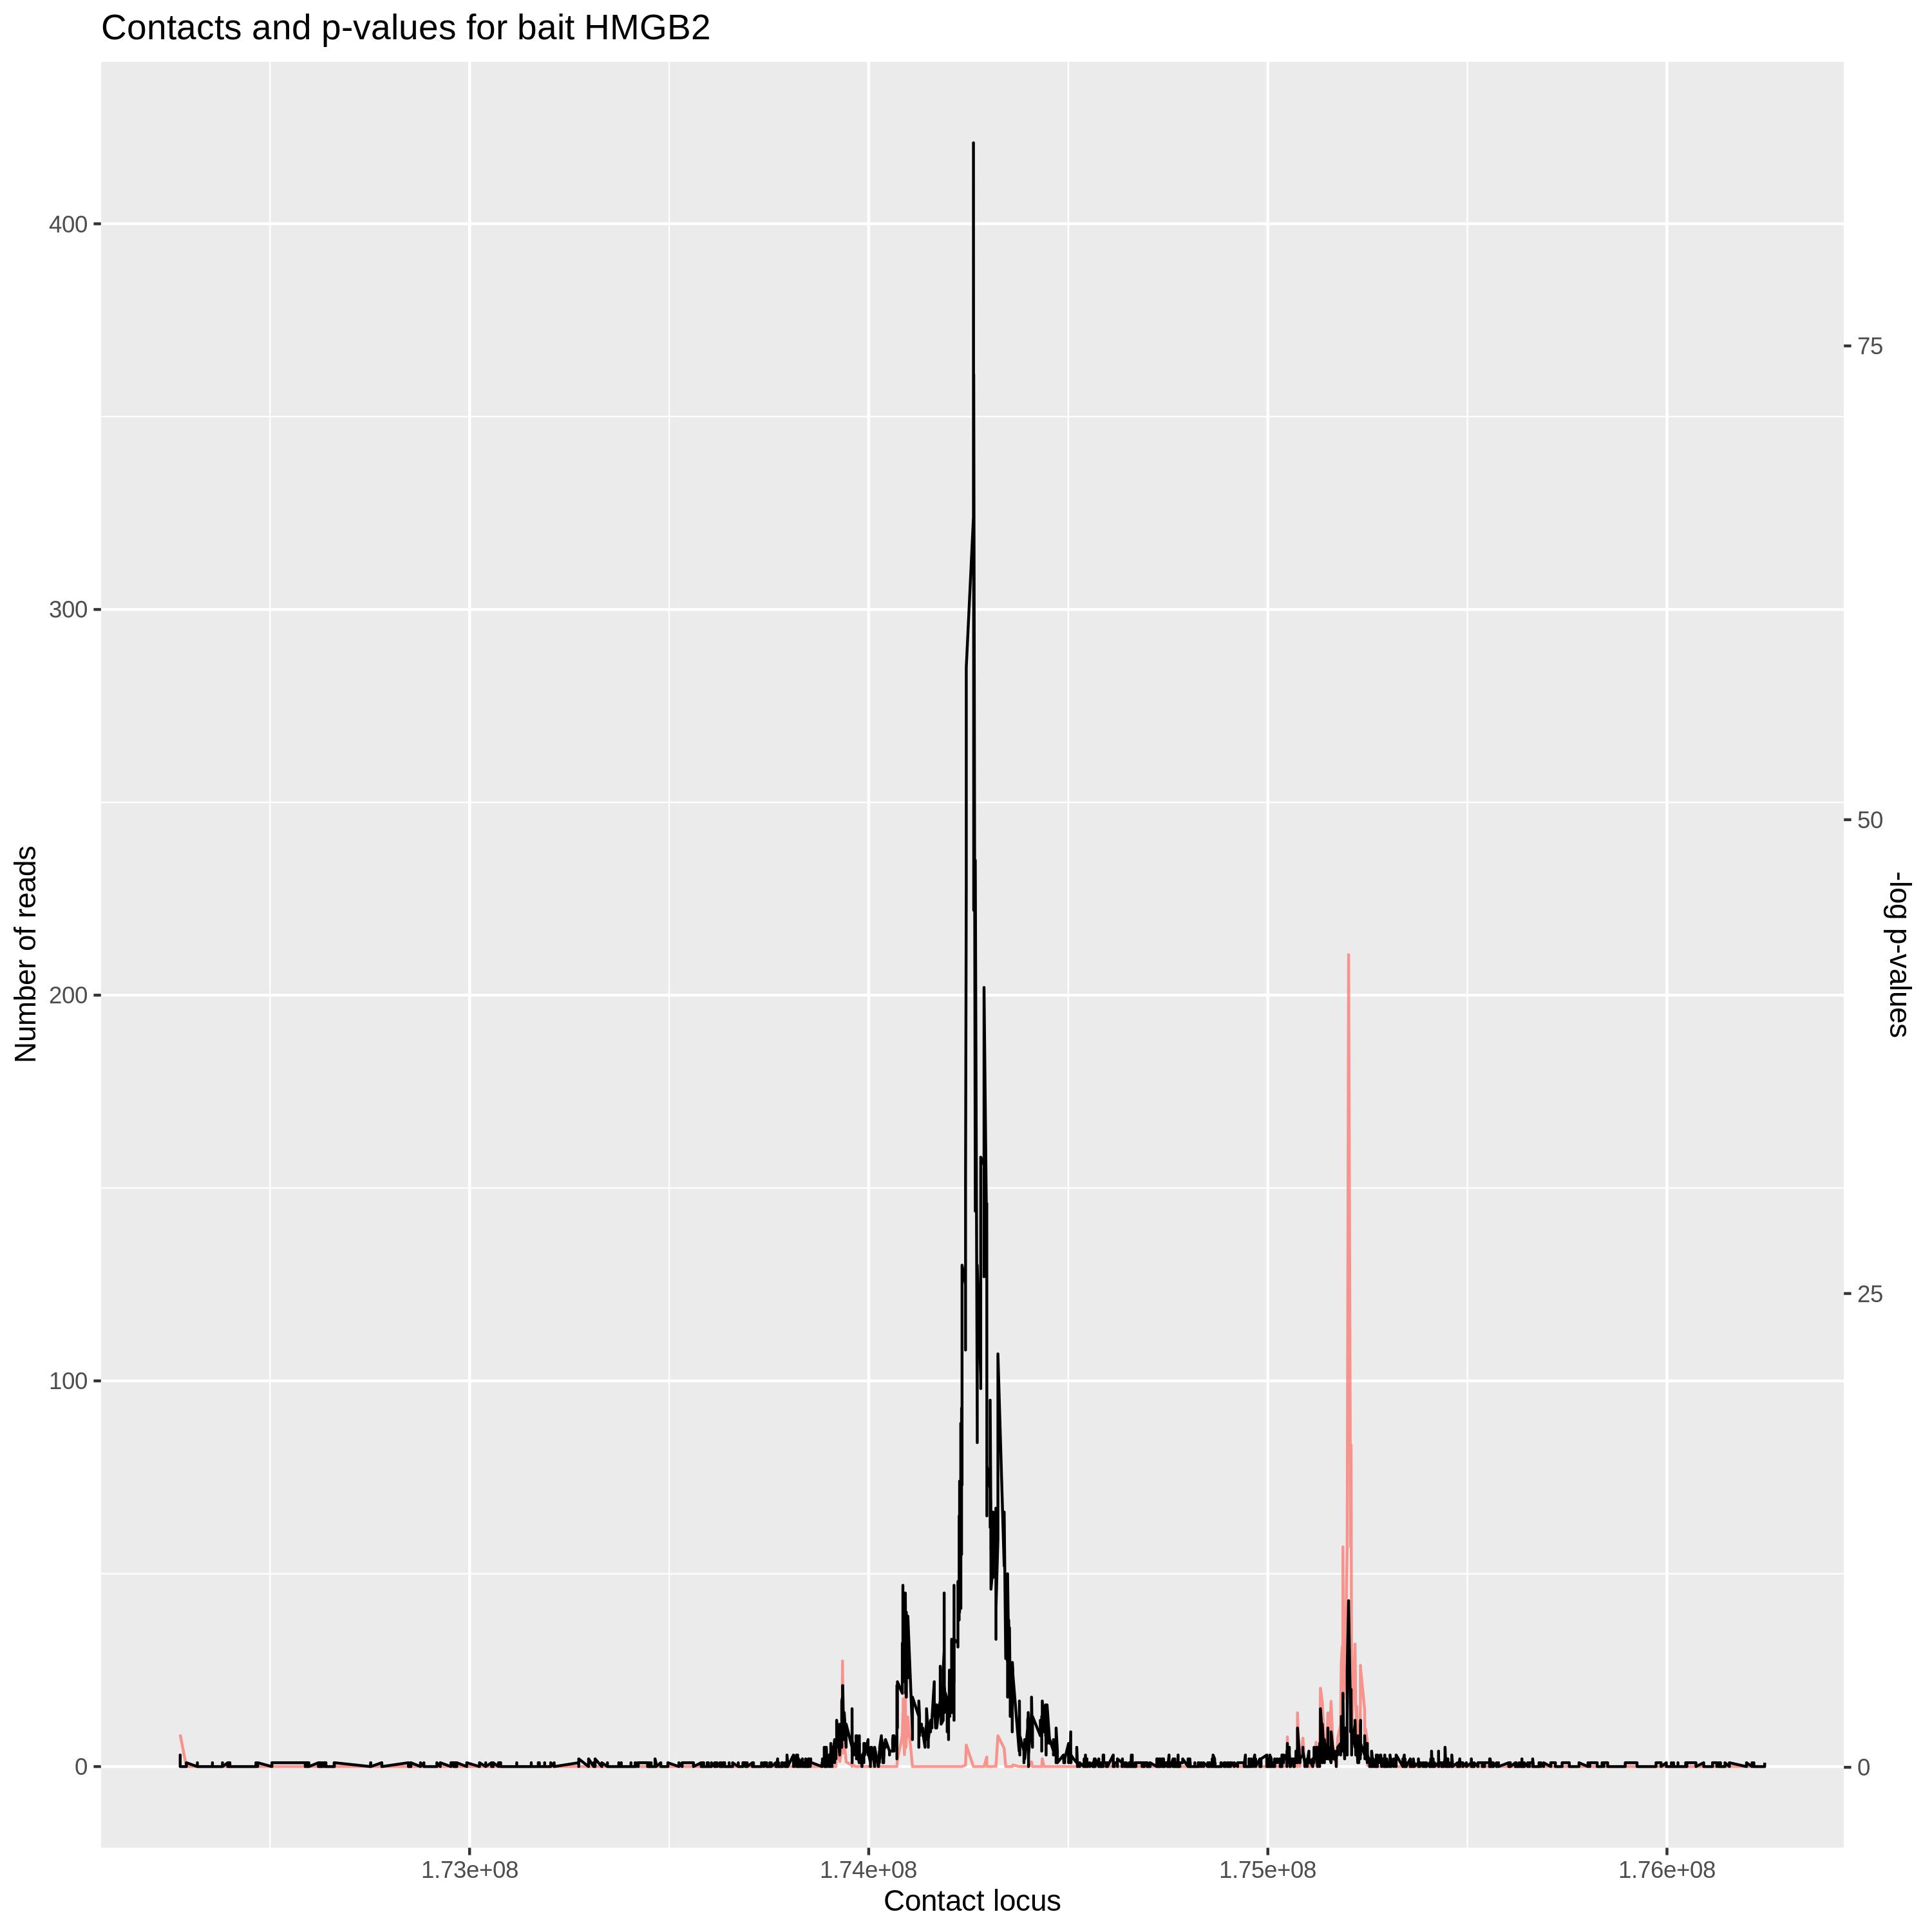 Contacts and p-values for bait HMGB2
Number of reads
400
300
200
100
0
75
50
25
0
-log p-values
1.73e+08
1.74e+08
1.75e+08
1.76e+08
Contact locus